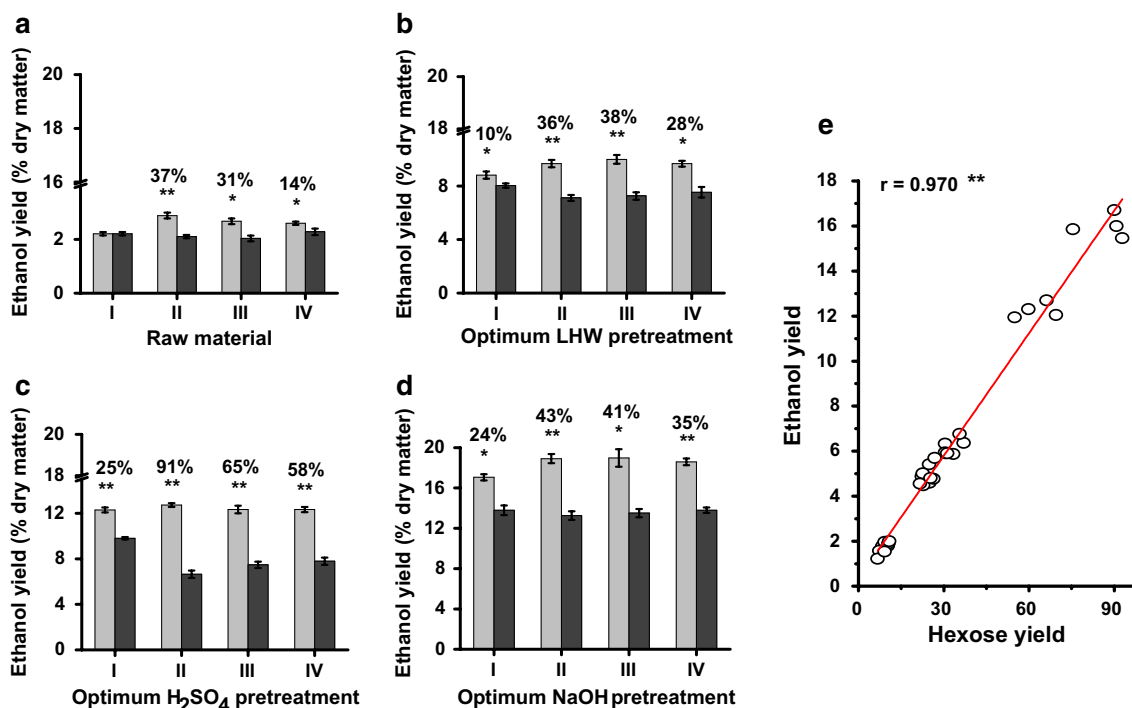 a
Ethanol yield (% dry matter)
20
18
16
2
0
37%
**
31%
*
14%
*
I II III IV
Raw material
b
Ethanol yield (% dry matter)
20
18
8
4
0
10%
*
36%
**
38%
**
28%
*
I II III IV
Optimum LHW pretreatment
c
Ethanol yield (% dry matter)
20
18
12
8
4
0
25%
**
91%
**
65%
**
58%
**
I II III IV
Optimum H₂SO₄ pretreatment
d
Ethanol yield (% dry matter)
20
16
12
8
4
0
24%
*
43%
**
41%
*
35%
**
I II III IV
Optimum NaOH pretreatment
e
r = 0.970 **
Ethanol yield
18
16
14
12
10
8
6
4
2
0
0 30 60 90
Hexose yield